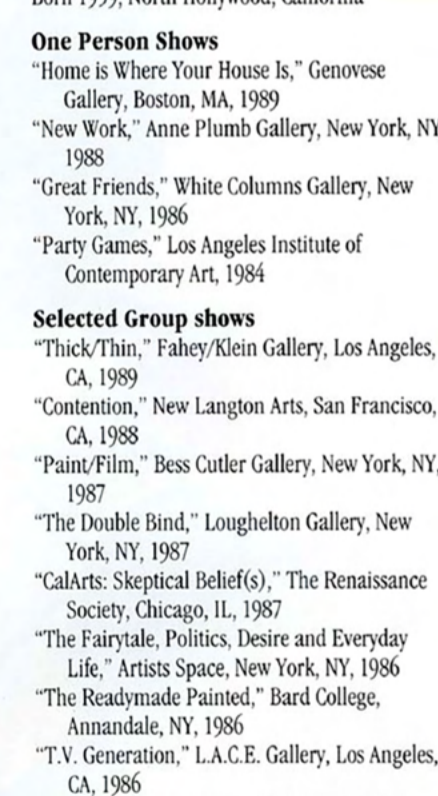 Born 1959, North Hollywood, California
One Person Shows
“Home is Where Your House Is,” Genovese
Gallery, Boston, MA, 1989
“New Work,” Anne Plumb Gallery, New York, NY
1988
“Great Friends,” White Columns Gallery, New
York, NY, 1986
“Party Games,” Los Angeles Institute of
Contemporary Art, 1984
Selected Group shows
“Thick/Thin,” Fahey/Klein Gallery, Los Angeles,
CA, 1989
“Contention,” New Langton Arts, San Francisco,
CA, 1988
“Paint/Film,” Bess Cutler Gallery, New York, NY,
1987
“The Double Bind,” Loughelton Gallery, New
York, NY, 1987
“CalArts: Skeptical Belief(s),” The Renaissance
Society, Chicago, IL, 1987
“The Fairytale, Politics, Desire and Everyday
Life,” Artists Space, New York, NY, 1986
“The Readymade Painted,” Bard College,
Annandale, NY, 1986
“T.V. Generation,” L.A.C.E. Gallery, Los Angeles,
CA, 1986